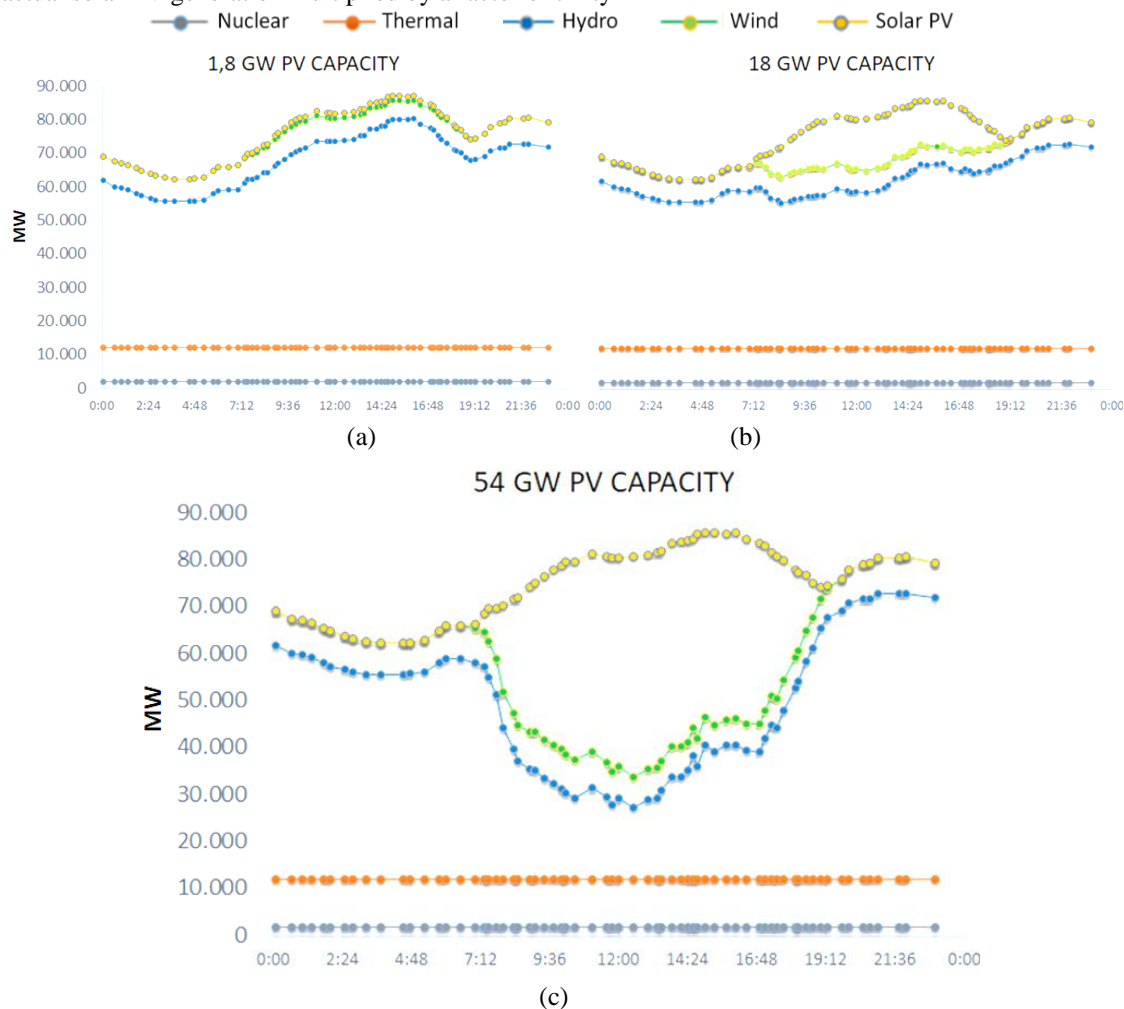 Nuclear Thermal Hydro Wind Solar PV
1,8 GW PV CAPACITY
90.000
80.000
70.000
60.000
50.000
40.000
30.000
20.000
10.000
0
MW
0:00 2:24 4:48 7:12 9:36 12:00 14:24 16:48 19:12 21:36 0:00
(a)
18 GW PV CAPACITY
0:00 2:24 4:48 7:12 9:36 12:00 14:24 16:48 19:12 21:36 0:00
(b)
54 GW PV CAPACITY
90.000
80.000
70.000
60.000
50.000
40.000
30.000
20.000
10.000
0
MW
0:00 2:24 4:48 7:12 9:36 12:00 14:24 16:48 19:12 21:36 0:00
(c)